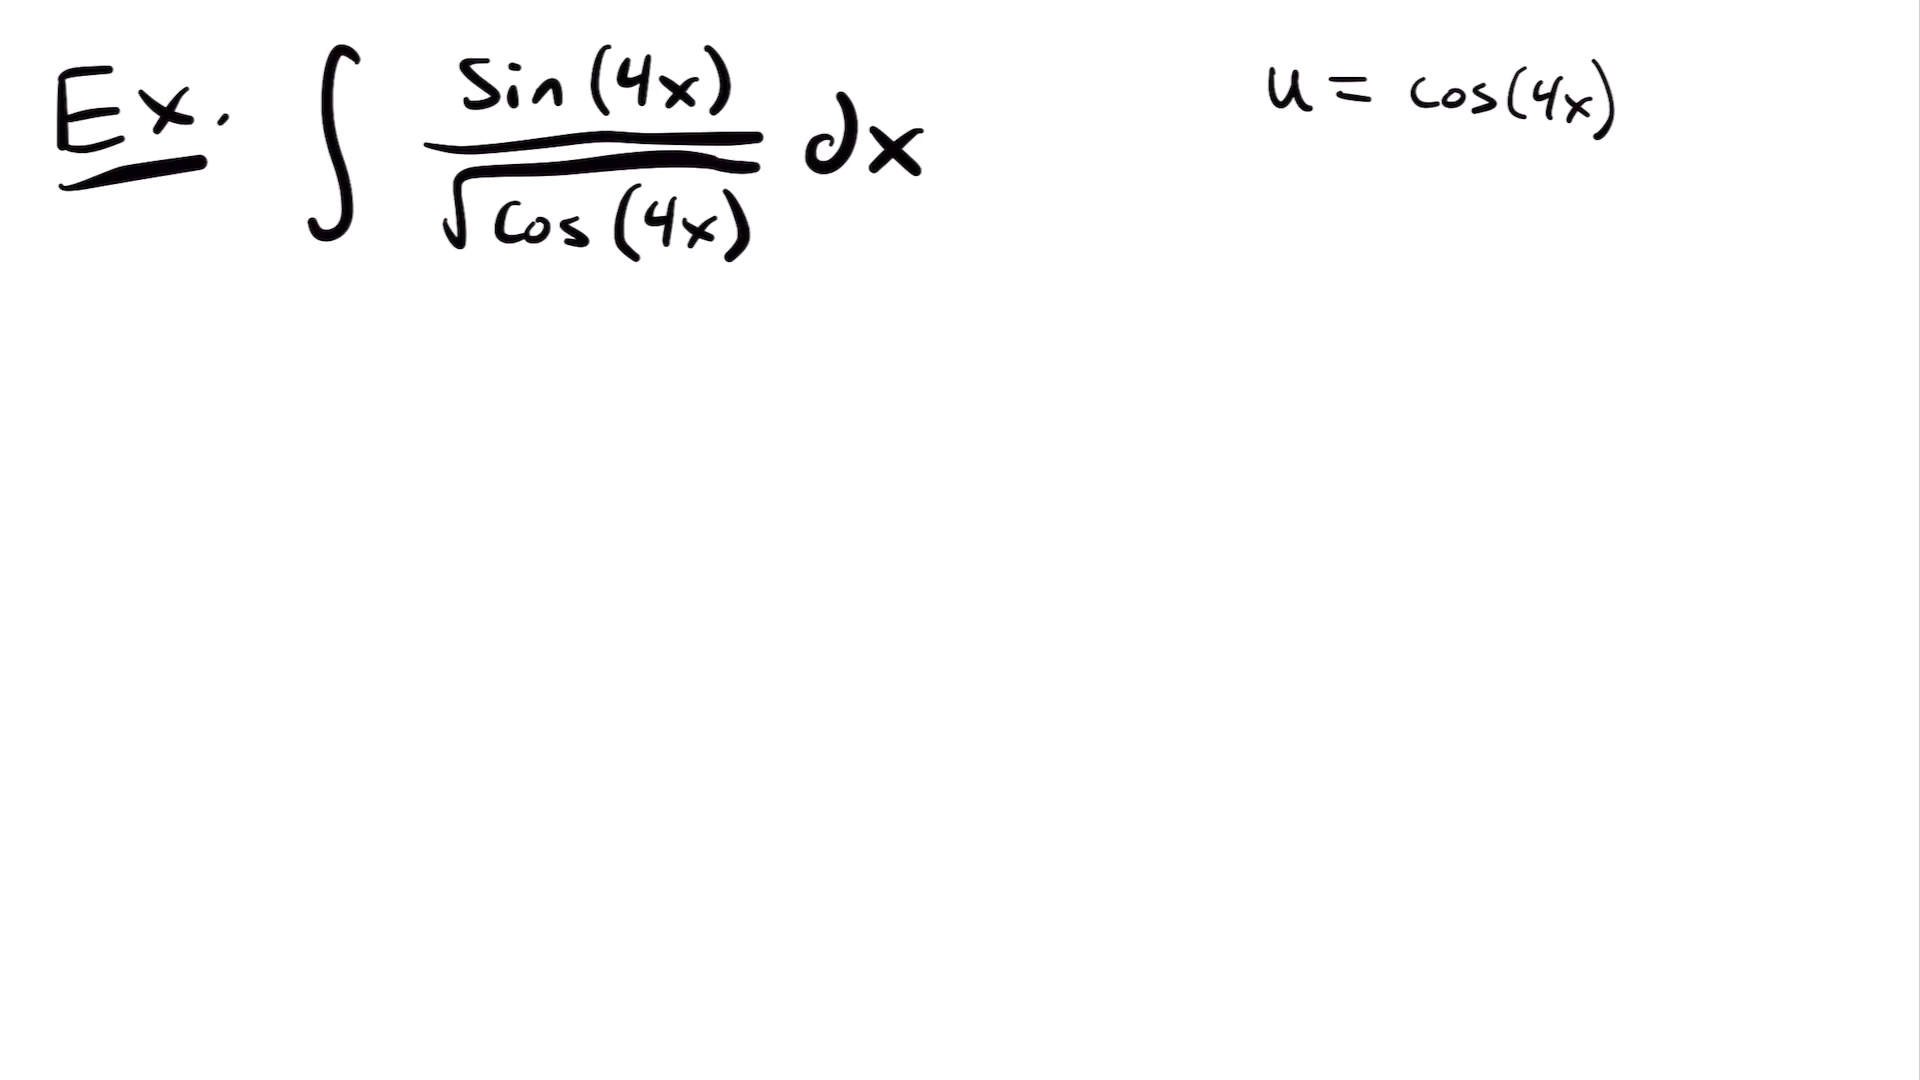 Ex. ∫ sin(4x)/√cos(4x) dx
u = cos(4x)